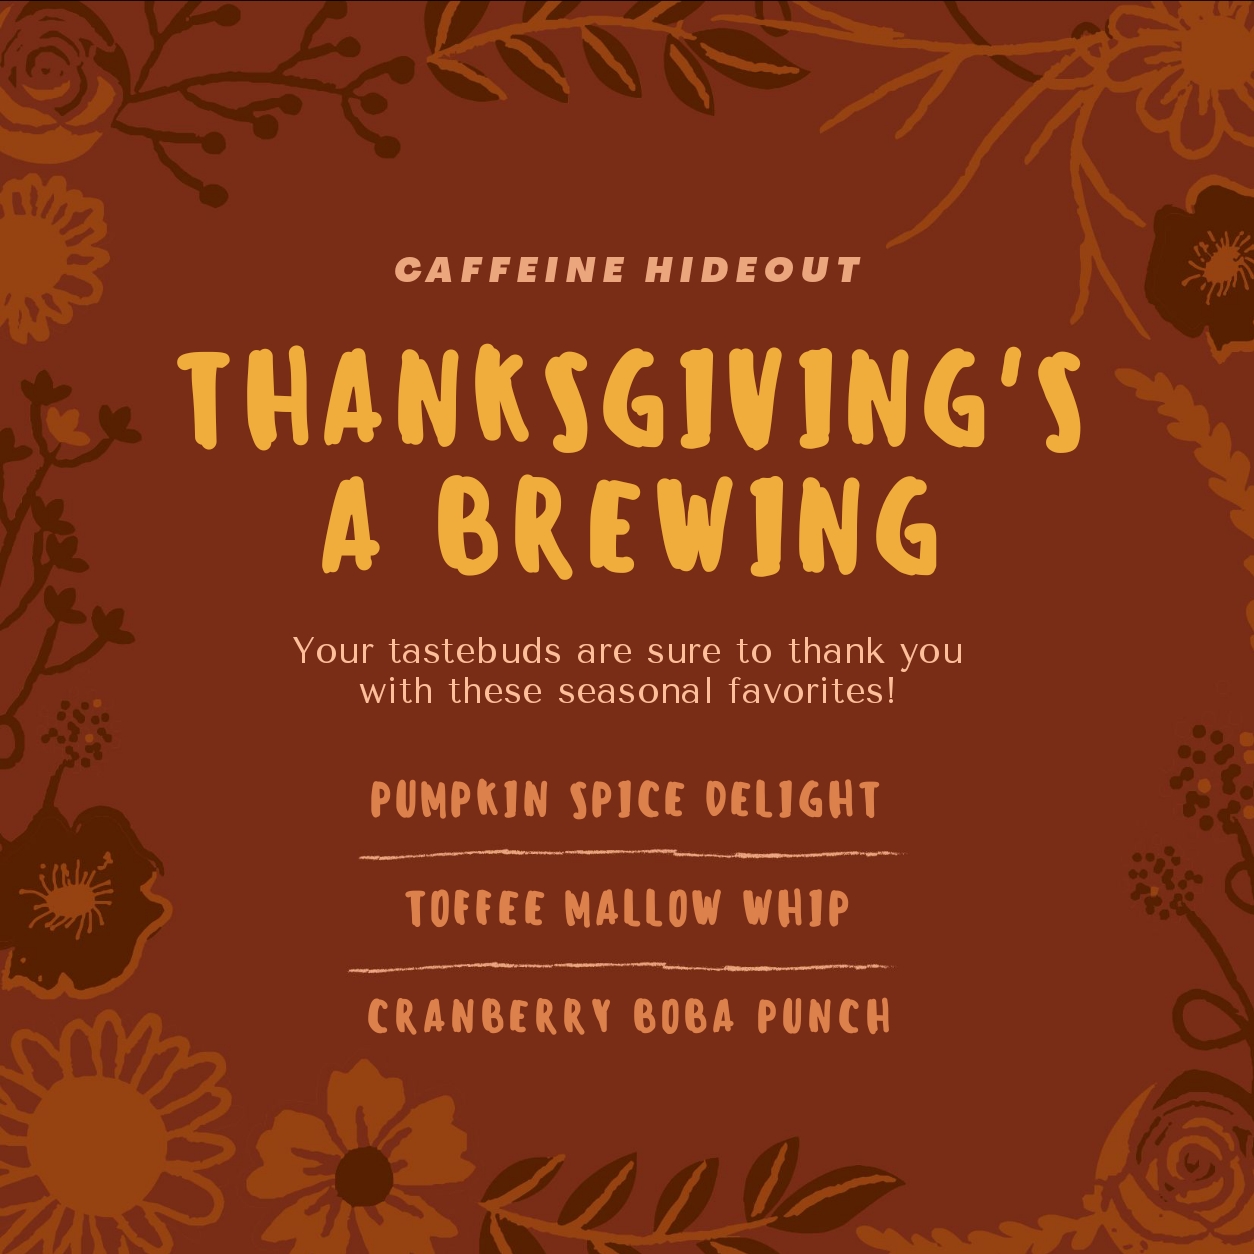 CAFFEINE HIDEOUT
THANKSGIVING'S
A BREWING
Your tastebuds are sure to thank you
with these seasonal favorites!
PUMPKIN SPICE DELIGHT
TOFFEE MALLOW WHIP
CRANBERRY BOBA PUNCH